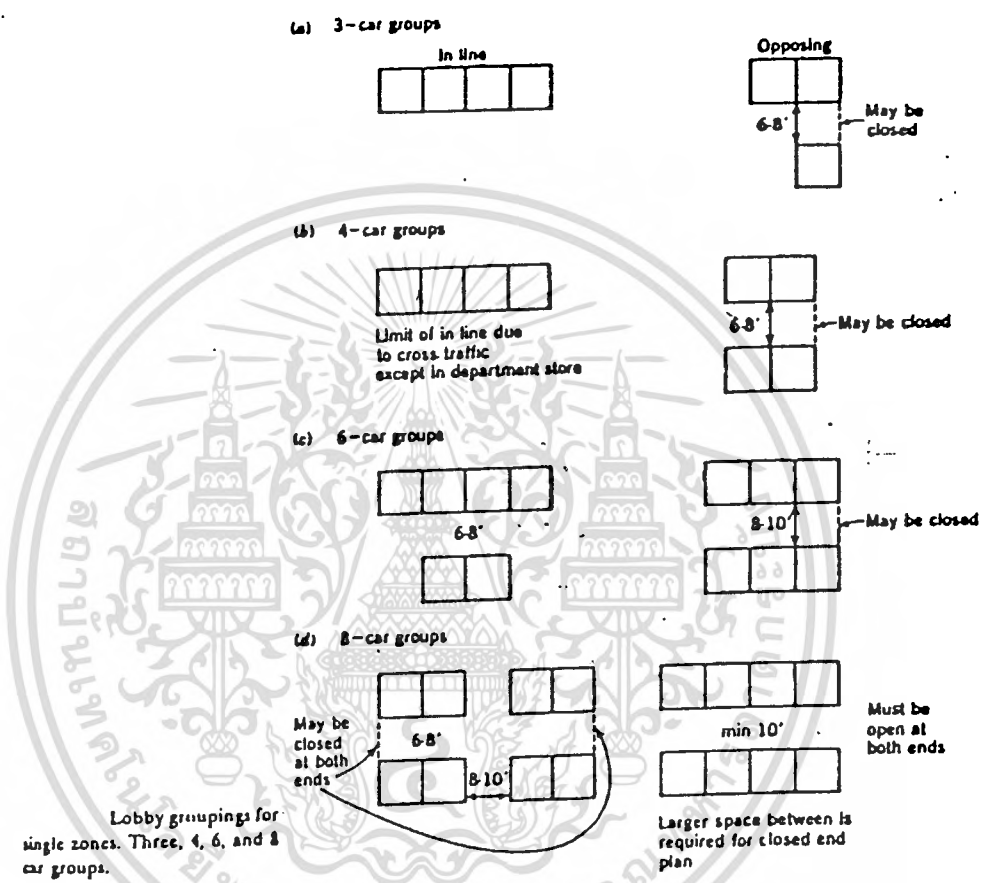 (a) 3-car groups
In line
Opposing
6-8'
May be
closed
(b) 4-car groups
Limit of in line due
to cross traffic
except in department store
6-8'
May be closed
(c) 6-car groups
6-8'
8-10'
May be closed
(d) 8-car groups
May be
closed
at both
ends
6-8'
8-10'
min 10'
Must be
open at
both ends
Larger space between is
required for closed end
plan
Lobby groupings for
single zones. Three, 4, 6, and 8
car groups.